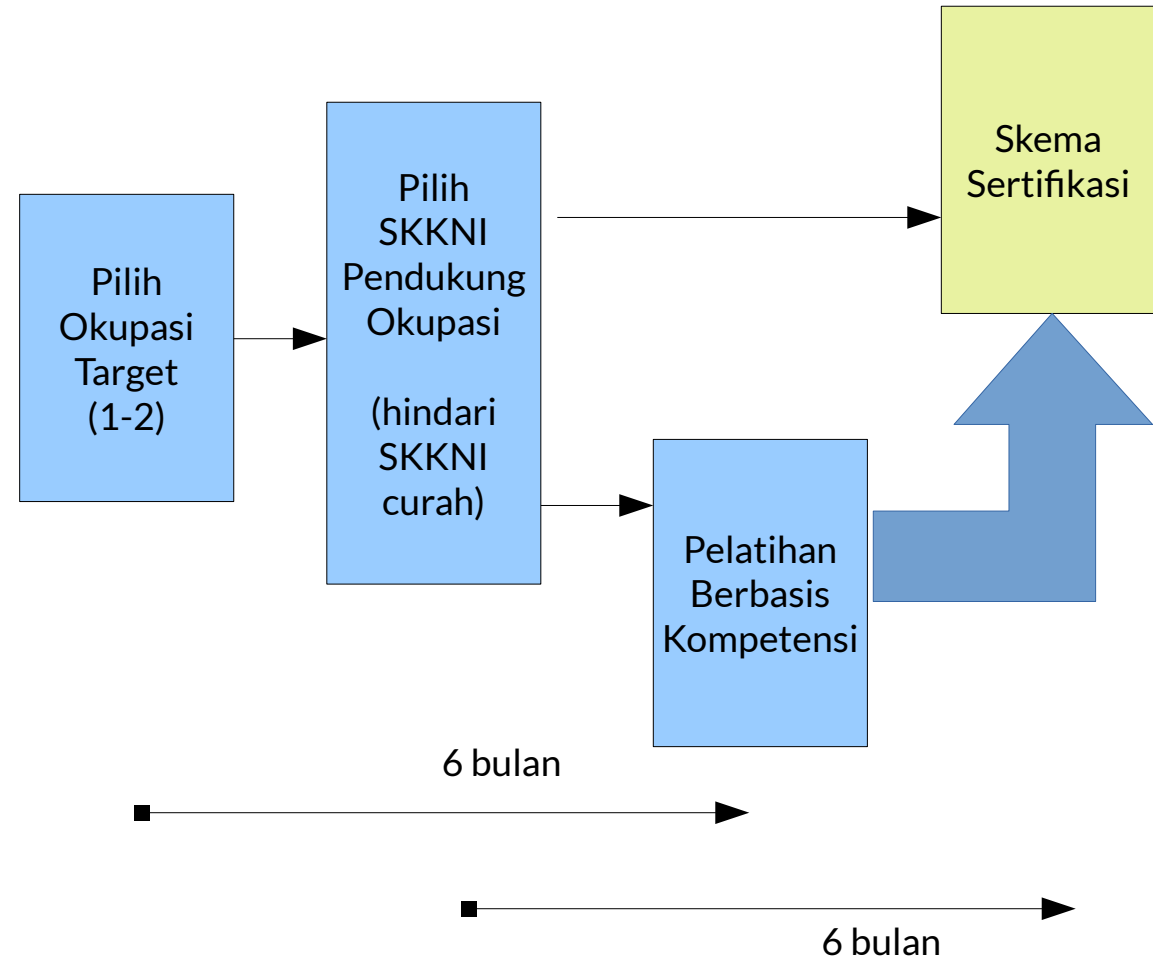 Pilih
Okupasi
Target
(1-2)
Pilih
SKKNI
Pendukung
Okupasi
(hindari
SKKNI
curah)
Skema
Sertifikasi
Pelatihan
Berbasis
Kompetensi
6 bulan
6 bulan